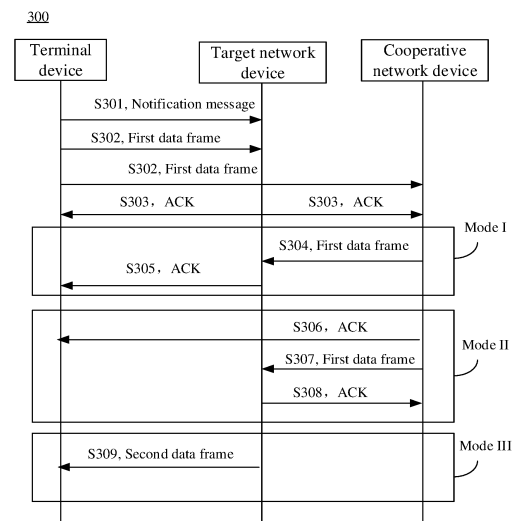 300
Terminal device
Target network device
Cooperative network device
S301, Notification message
S302, First data frame
S302, First data frame
S303，ACK
S303，ACK
Mode I
S304, First data frame
S305，ACK
S306，ACK
Mode II
S307, First data frame
S308，ACK
Mode III
S309, Second data frame